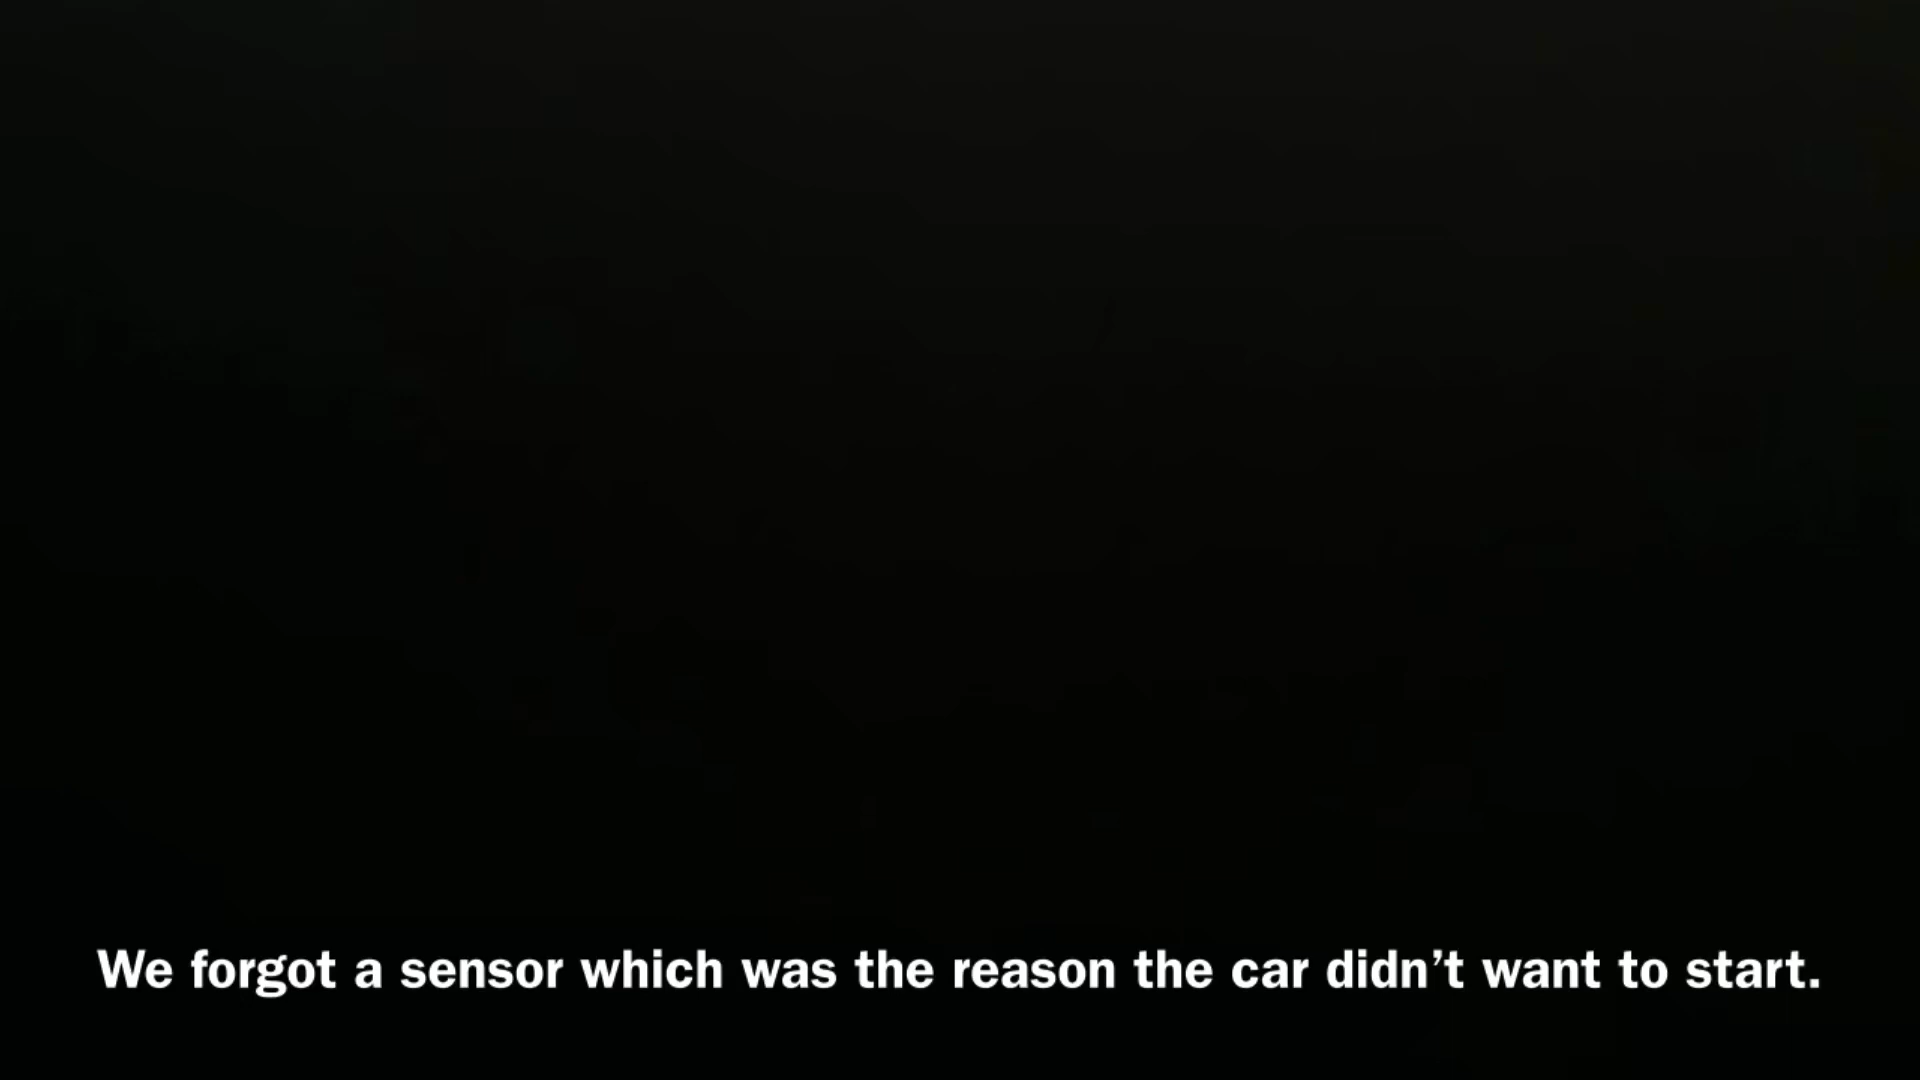 We forgot a sensor which was the reason the car didn’t want to start.